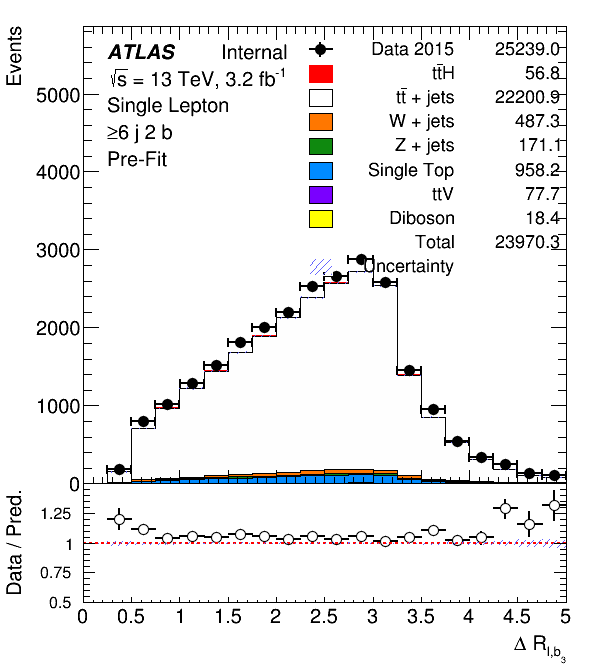 Events
ATLAS Internal
√s = 13 TeV, 3.2 fb⁻¹
Single Lepton
≥6 j 2 b
Pre-Fit
Data 2015 25239.0
tt̄H 56.8
tt̄ + jets 22200.9
W + jets 487.3
Z + jets 171.1
Single Top 958.2
ttV 77.7
Diboson 18.4
Total 23970.3
Uncertainty
5000
4000
3000
2000
1000
0
Data / Pred.
1.25
1
0.75
0.5
0 0.5 1 1.5 2 2.5 3 3.5 4 4.5 5
Δ R_{l,b_3}